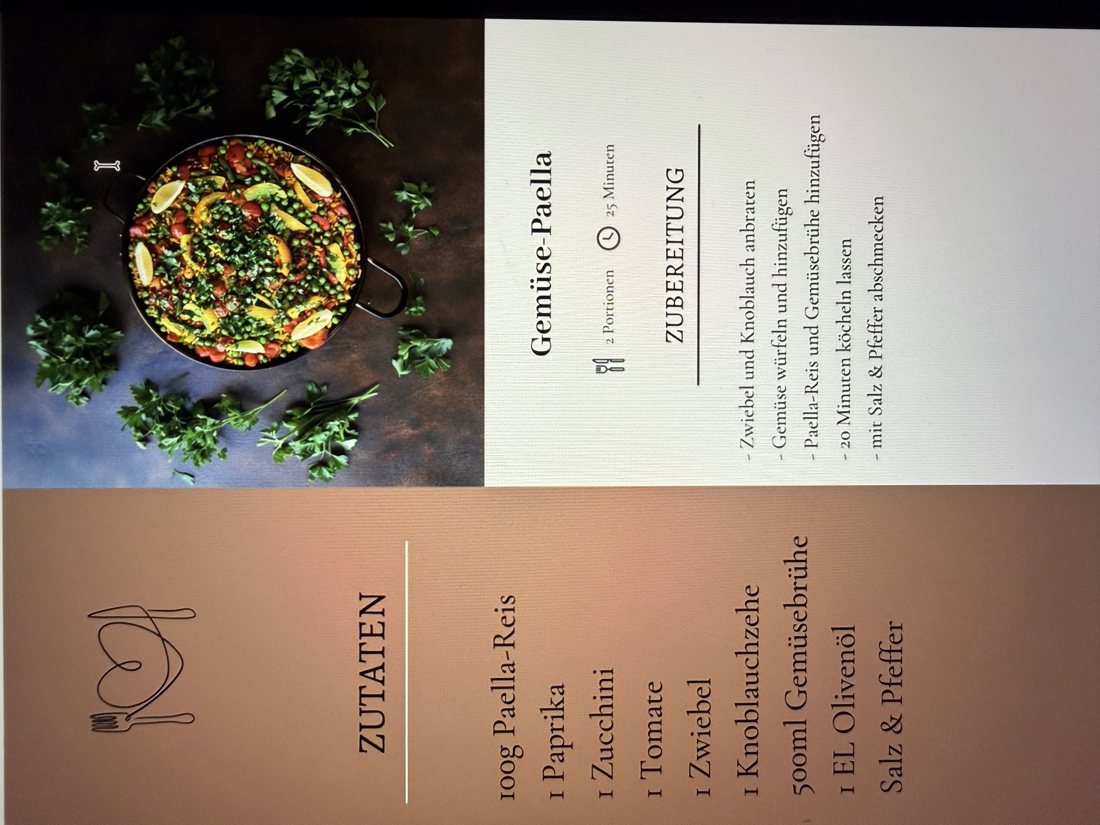 ZUTATEN
100g Paella-Reis
1 Paprika
1 Zucchini
1 Tomate
1 Zwiebel
1 Knoblauchzehe
500ml Gemüsebrühe
1 EL Olivenöl
Salz & Pfeffer
Gemüse-Paella
2 Portionen 25 Minuten
ZUBEREITUNG
- Zwiebel und Knoblauch anbraten
- Gemüse würfeln und hinzufügen
- Paella-Reis und Gemüsebrühe hinzufügen
- 20 Minuten köcheln lassen
- mit Salz & Pfeffer abschmecken